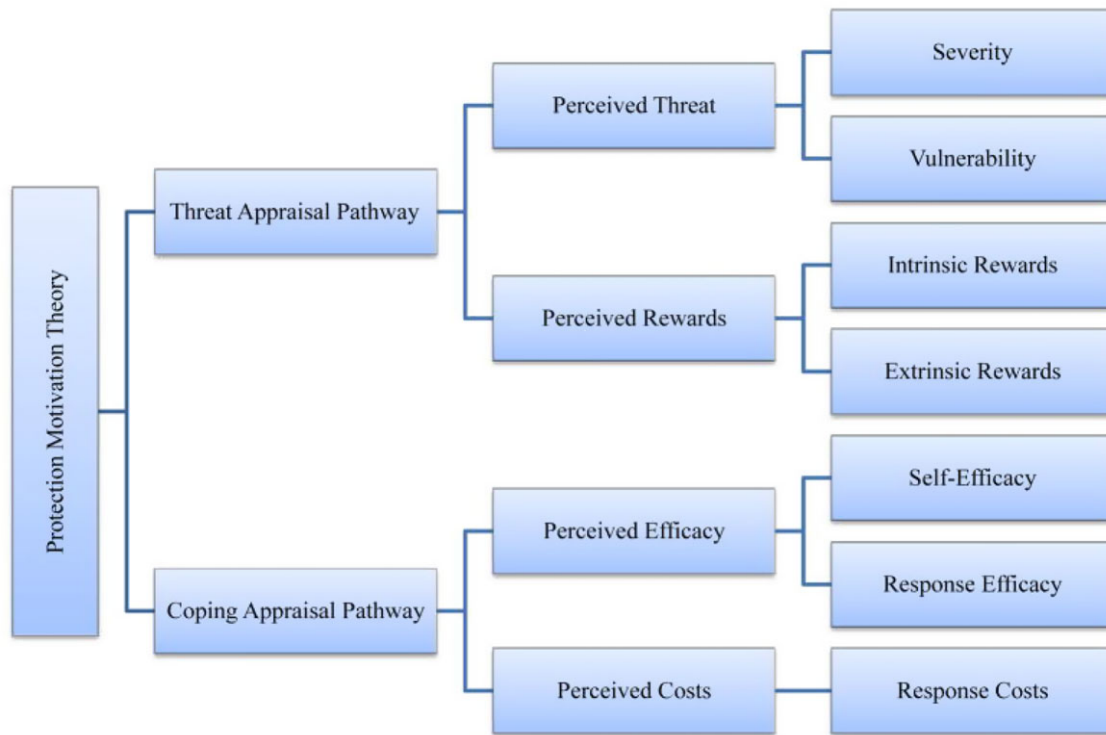 Protection Motivation Theory
Threat Appraisal Pathway
Perceived Threat
Severity
Vulnerability
Perceived Rewards
Intrinsic Rewards
Extrinsic Rewards
Coping Appraisal Pathway
Perceived Efficacy
Self-Efficacy
Response Efficacy
Perceived Costs
Response Costs